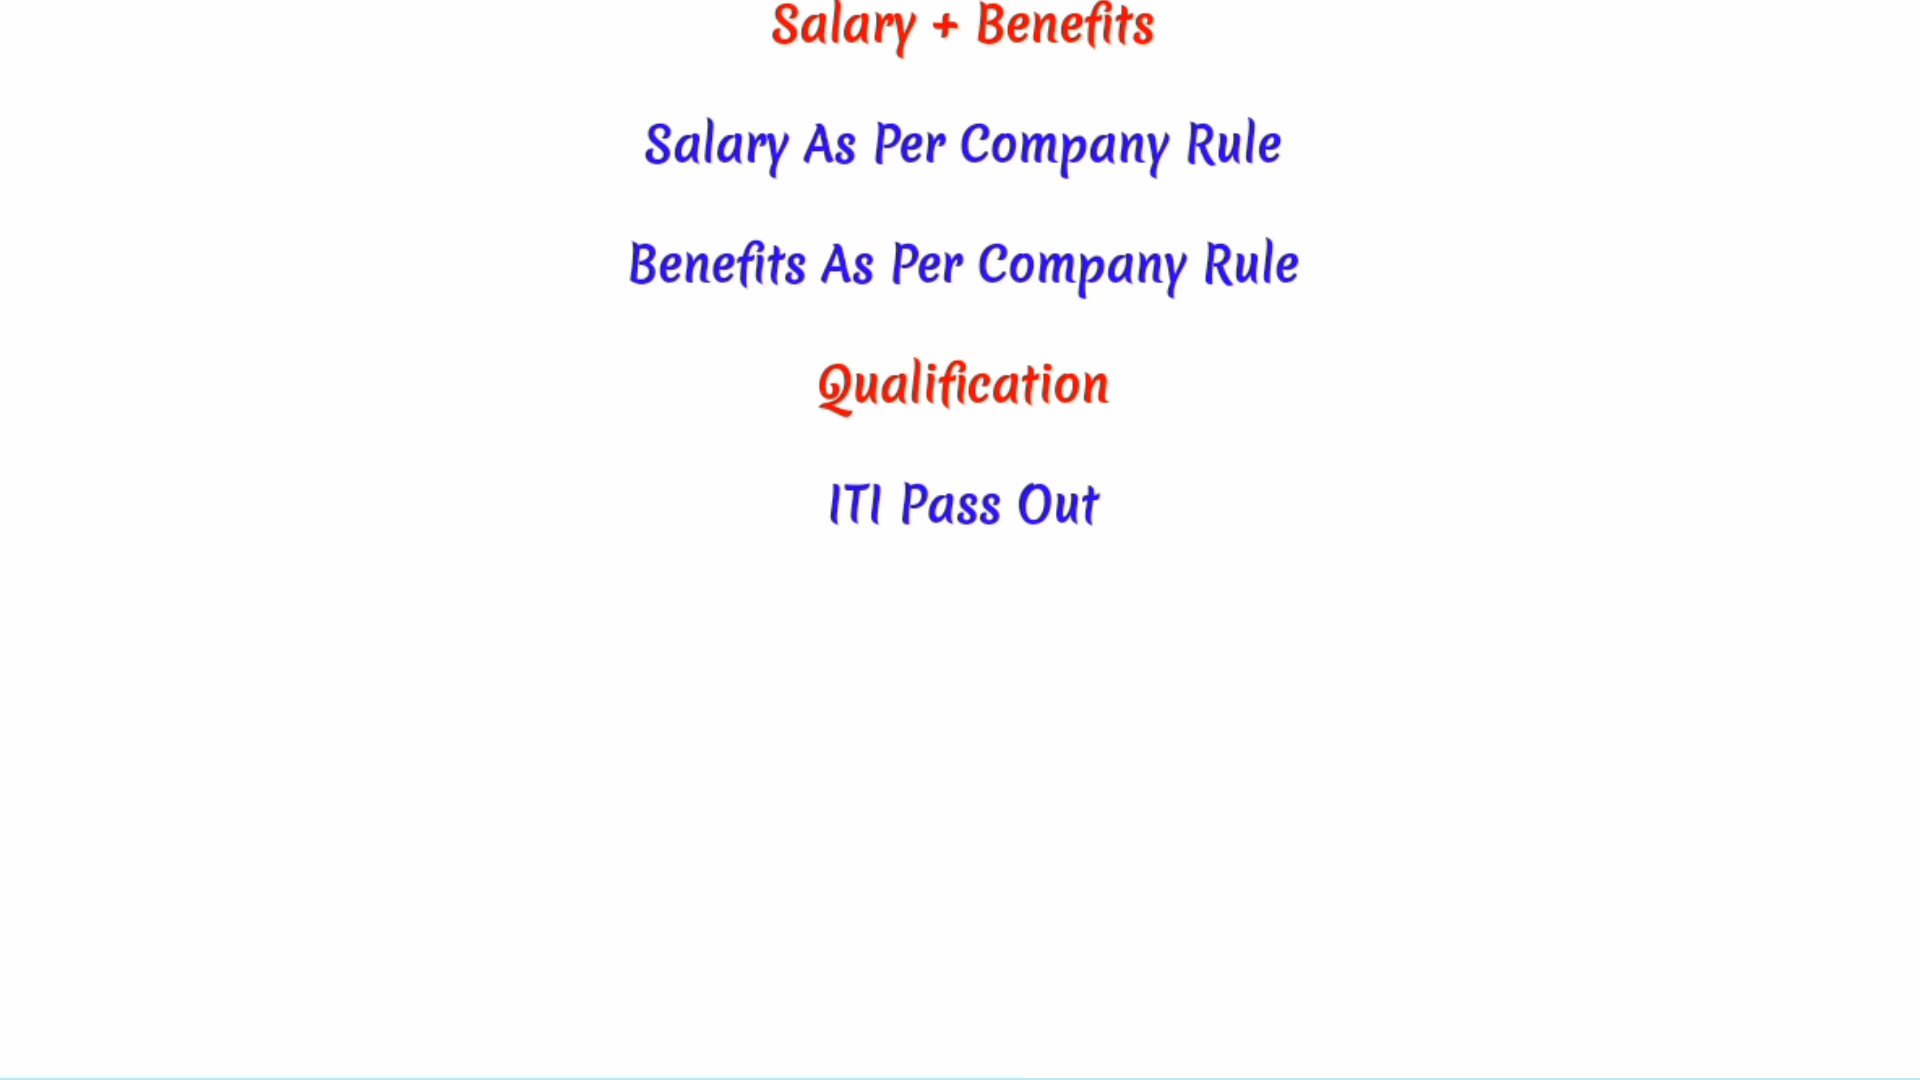 Salary + Benefits
Salary As Per Company Rule
Benefits As Per Company Rule
Qualification
ITI Pass Out